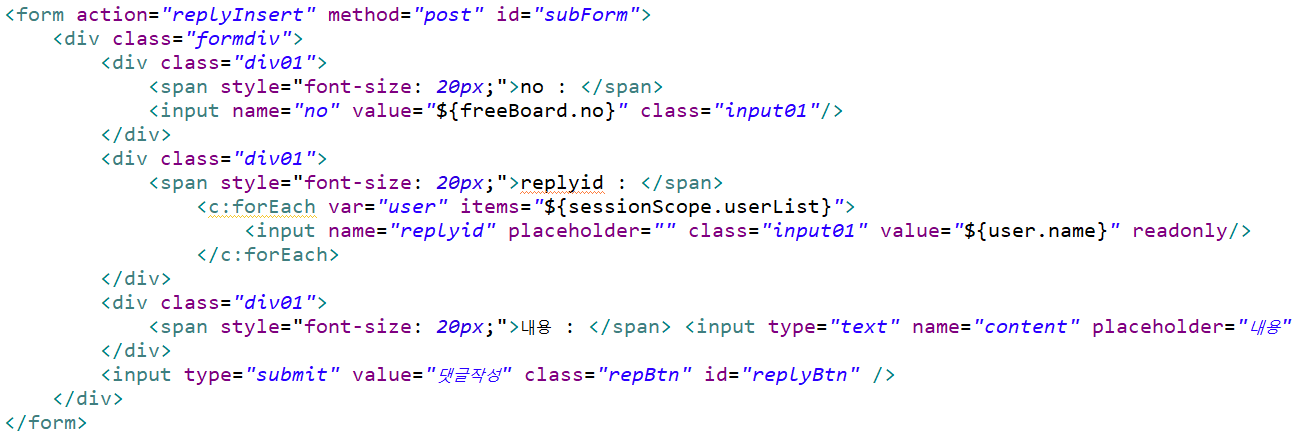 <form action="replyInsert" method="post" id="subForm">
    <div class="formdiv">
        <div class="div01">
            <span style="font-size: 20px;">no : </span>
            <input name="no" value="${freeBoard.no}" class="input01"/>
        </div>
        <div class="div01">
            <span style="font-size: 20px;">replyid : </span>
                <c:forEach var="user" items="${sessionScope.userList}">
                    <input name="replyid" placeholder="" class="input01" value="${user.name}" readonly/>
                </c:forEach>
        </div>
        <div class="div01">
            <span style="font-size: 20px;">내용 : </span> <input type="text" name="content" placeholder="내용"
        </div>
        <input type="submit" value="댓글작성" class="repBtn" id="replyBtn" />
    </div>
</form>